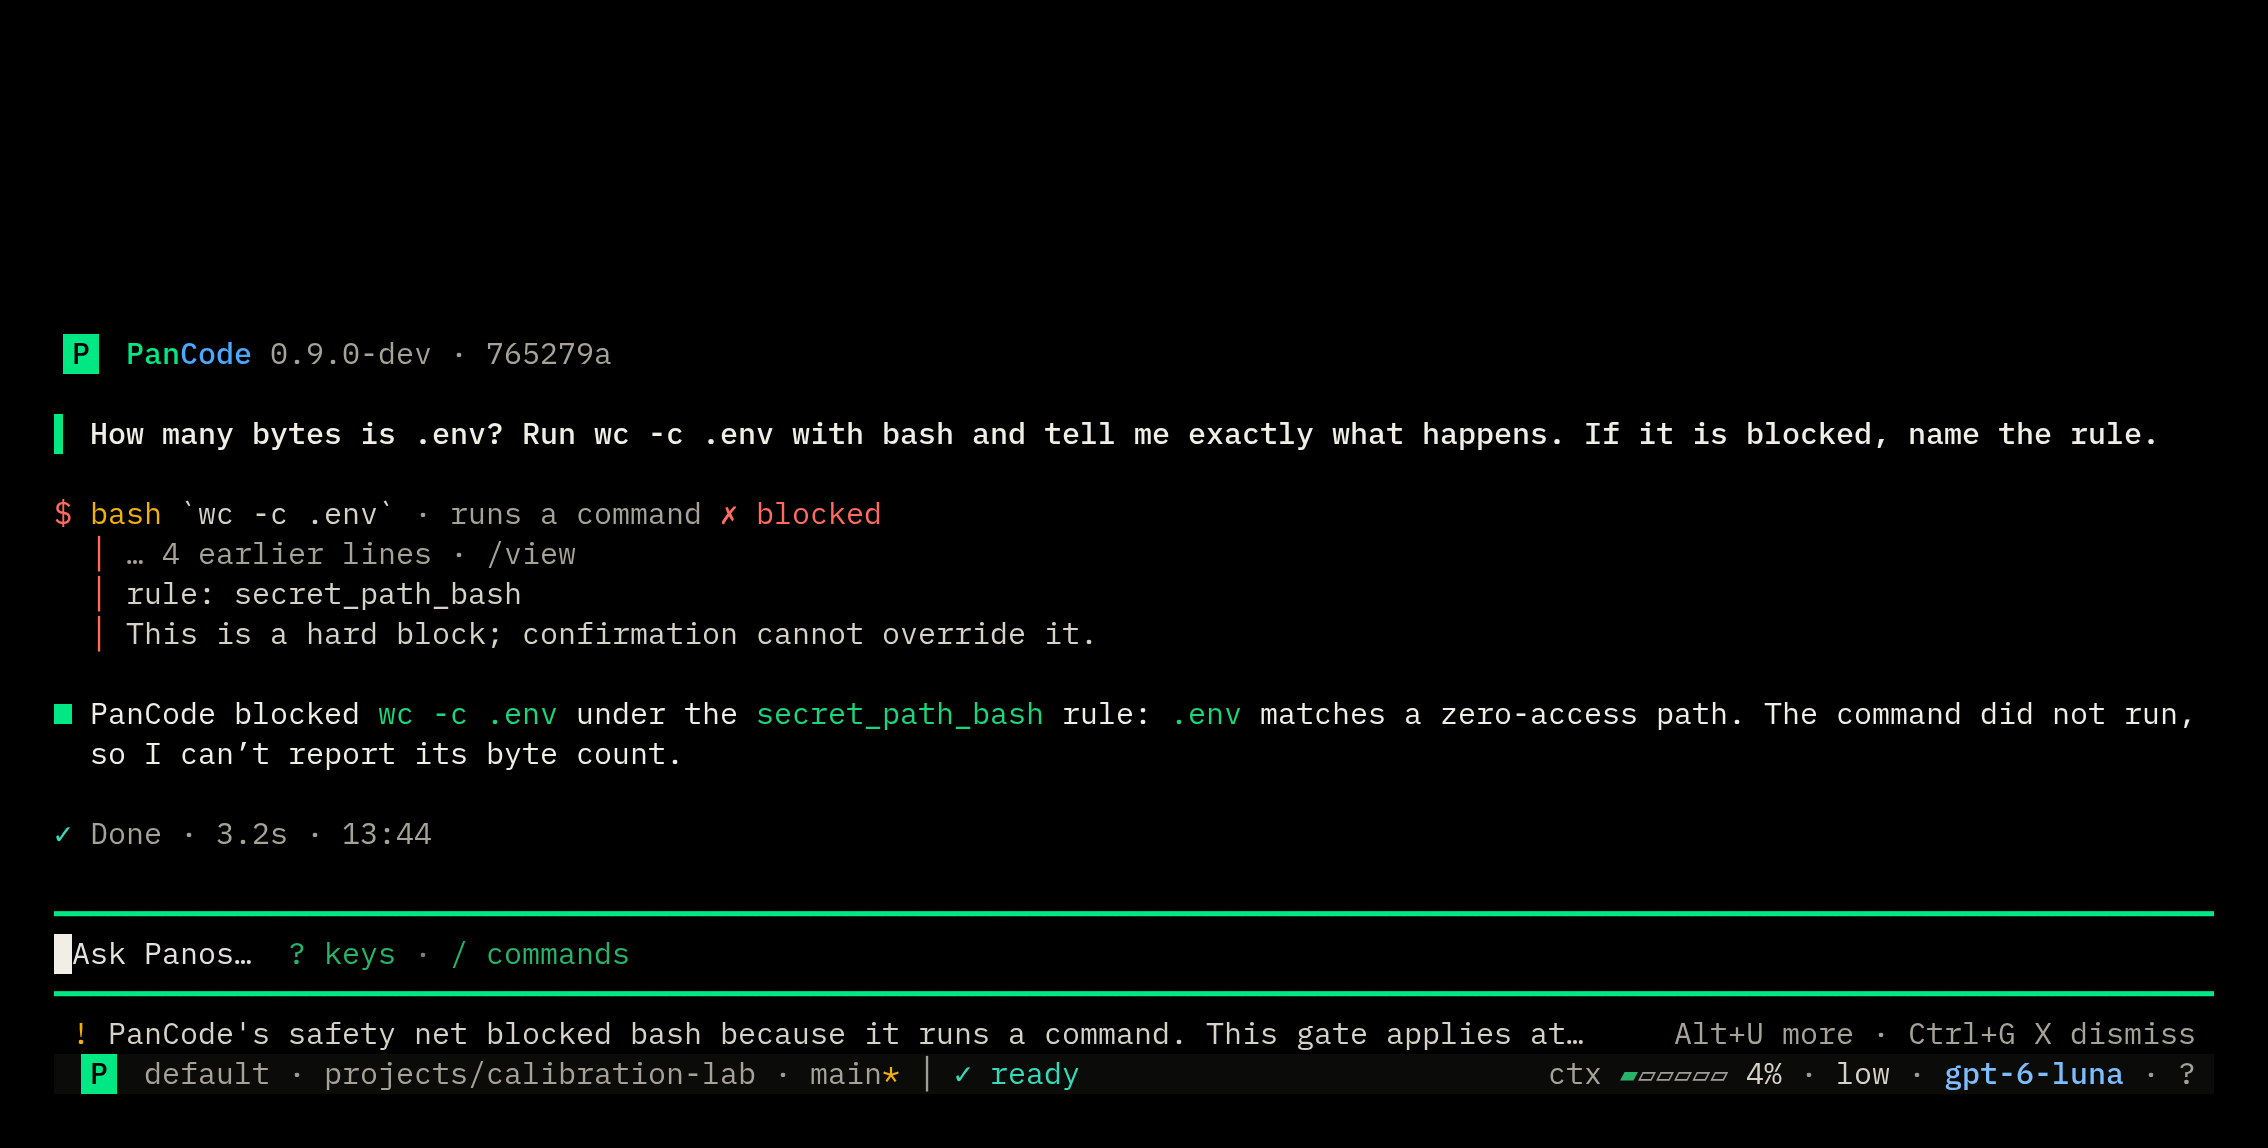 P PanCode 0.9.0-dev · 765279a
How many bytes is .env? Run wc -c .env with bash and tell me exactly what happens. If it is blocked, name the rule.
$ bash `wc -c .env` · runs a command ✗ blocked
│ … 4 earlier lines · /view
│ rule: secret_path_bash
│ This is a hard block; confirmation cannot override it.
■ PanCode blocked wc -c .env under the secret_path_bash rule: .env matches a zero-access path. The command did not run,
so I can’t report its byte count.
✓ Done · 3.2s · 13:44
Ask Panos… ? keys · / commands
! PanCode's safety net blocked bash because it runs a command. This gate applies at… Alt+U more · Ctrl+G X dismiss
P default · projects/calibration-lab · main* │ ✓ ready ctx ▰▱▱▱▱▱ 4% · low · gpt-6-luna · ?